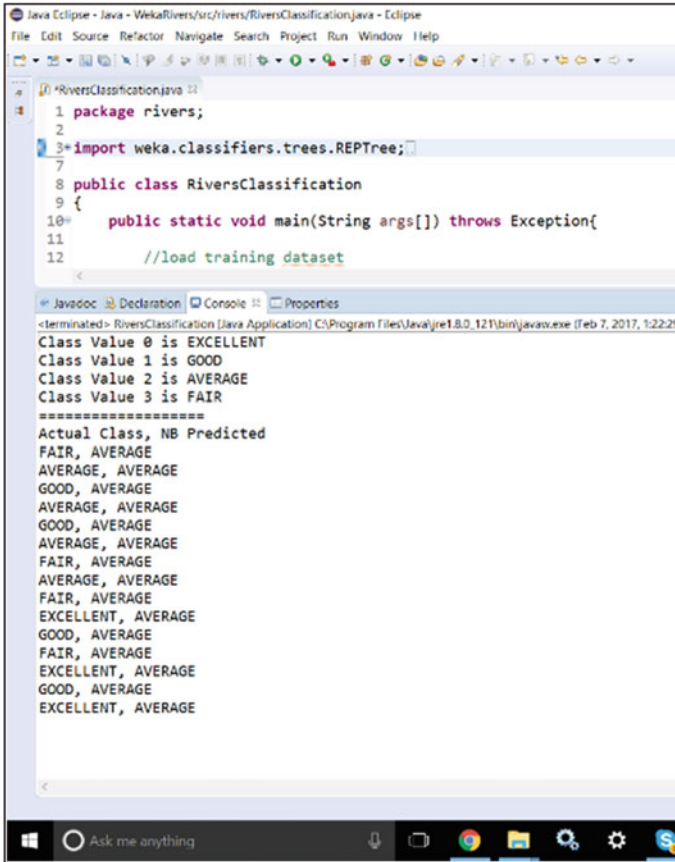 Java Eclipse - Java - WekaRivers/src/rivers/RiversClassification.java - Eclipse
File Edit Source Refactor Navigate Search Project Run Window Help
*RiversClassification.java
1 package rivers;
2
3 import weka.classifiers.trees.REPTree;
7
8 public class RiversClassification
9 {
10 public static void main(String args[]) throws Exception{
11
12 //load training dataset
Javadoc Declaration Console Properties
<terminated> RiversClassification [Java Application] C:\Program Files\Java\jre1.8.0_121\bin\javaw.exe (Feb 7, 2017, 1:22:29
Class Value 0 is EXCELLENT
Class Value 1 is GOOD
Class Value 2 is AVERAGE
Class Value 3 is FAIR
===================
Actual Class, NB Predicted
FAIR, AVERAGE
AVERAGE, AVERAGE
GOOD, AVERAGE
AVERAGE, AVERAGE
GOOD, AVERAGE
AVERAGE, AVERAGE
FAIR, AVERAGE
AVERAGE, AVERAGE
FAIR, AVERAGE
EXCELLENT, AVERAGE
GOOD, AVERAGE
FAIR, AVERAGE
EXCELLENT, AVERAGE
GOOD, AVERAGE
EXCELLENT, AVERAGE
Ask me anything